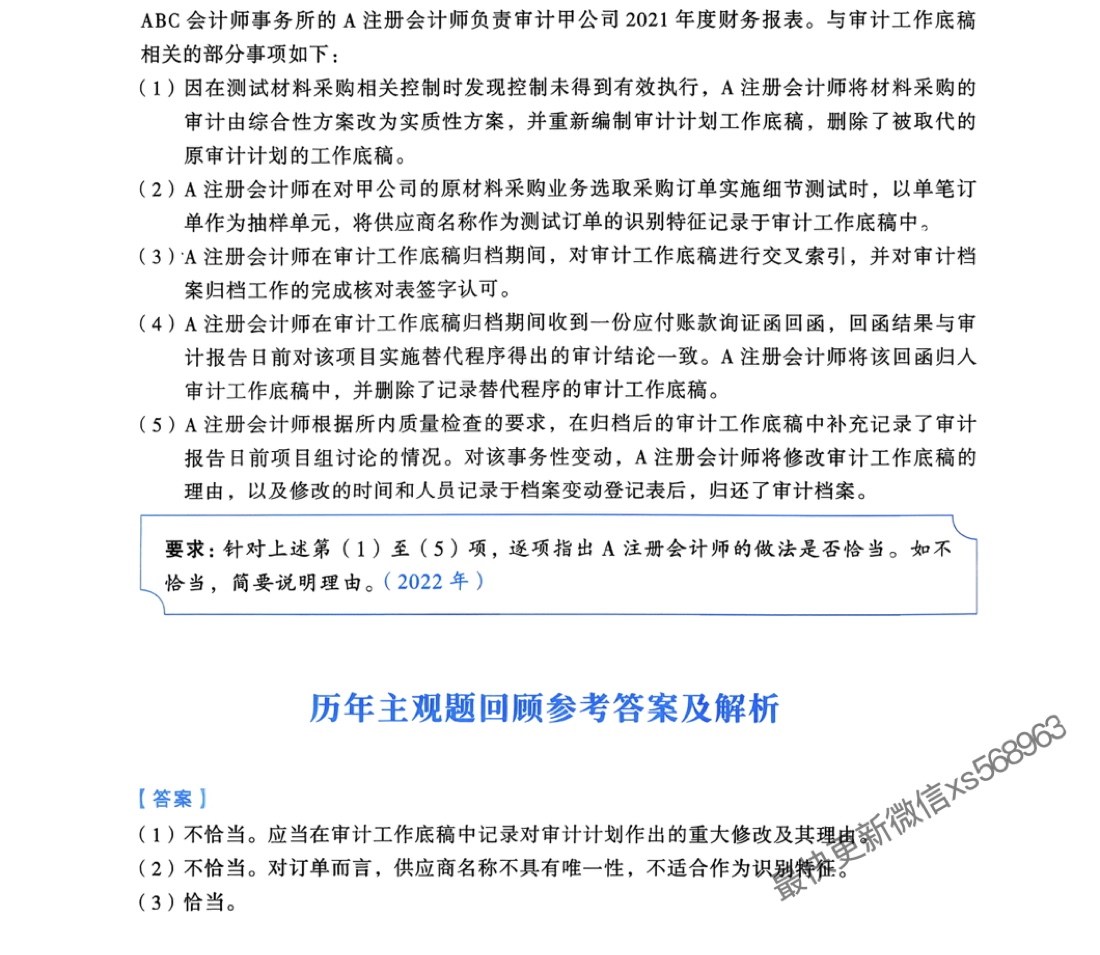 ABC 会计师事务所的 A 注册会计师负责审计甲公司 2021 年度财务报表。与审计工作底稿
相关的部分事项如下：
（1）因在测试材料采购相关控制时发现控制未得到有效执行，A 注册会计师将材料采购的
审计由综合性方案改为实质性方案，并重新编制审计计划工作底稿，删除了被取代的
原审计计划的工作底稿。
（2）A 注册会计师在对甲公司的原材料采购业务选取采购订单实施细节测试时，以单笔订
单作为抽样单元，将供应商名称作为测试订单的识别特征记录于审计工作底稿中。
（3）A 注册会计师在审计工作底稿归档期间，对审计工作底稿进行交叉索引，并对审计档
案归档工作的完成核对表签字认可。
（4）A 注册会计师在审计工作底稿归档期间收到一份应付账款询证函回函，回函结果与审
计报告日前对该项目实施替代程序得出的审计结论一致。A 注册会计师将该回函归人
审计工作底稿中，并删除了记录替代程序的审计工作底稿。
（5）A 注册会计师根据所内质量检查的要求，在归档后的审计工作底稿中补充记录了审计
报告日前项目组讨论的情况。对该事务性变动，A 注册会计师将修改审计工作底稿的
理由，以及修改的时间和人员记录于档案变动登记表后，归还了审计档案。
要求：针对上述第（1）至（5）项，逐项指出 A 注册会计师的做法是否恰当。如不
恰当，简要说明理由。（2022 年）
历年主观题回顾参考答案及解析
【答案】
（1）不恰当。应当在审计工作底稿中记录对审计计划作出的重大修改及其理由。
（2）不恰当。对订单而言，供应商名称不具有唯一性，不适合作为识别特征。
（3）恰当。
最快更新微信xs568963